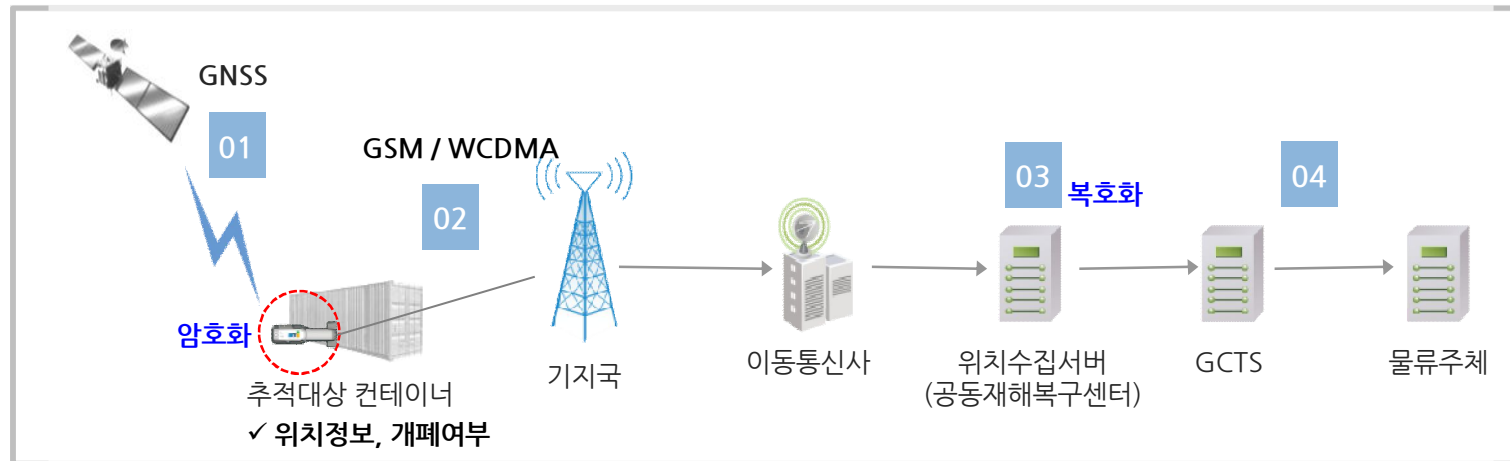 GNSS
01
GSM / WCDMA
02
03
복호화
04
암호화
추적대상 컨테이너
✓ 위치정보, 개폐여부
기지국
이동통신사
위치수집서버
(공동재해복구센터)
GCTS
물류주체